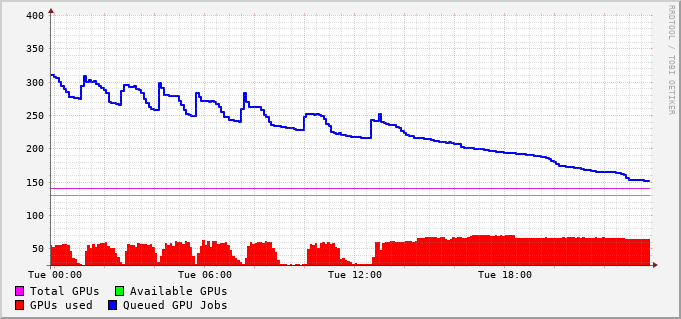 400
350
300
250
200
150
100
50
Tue 00:00 Tue 06:00 Tue 12:00 Tue 18:00
Total GPUs Available GPUs
GPUs used Queued GPU Jobs
RRDTOOL / TOBI OETIKER